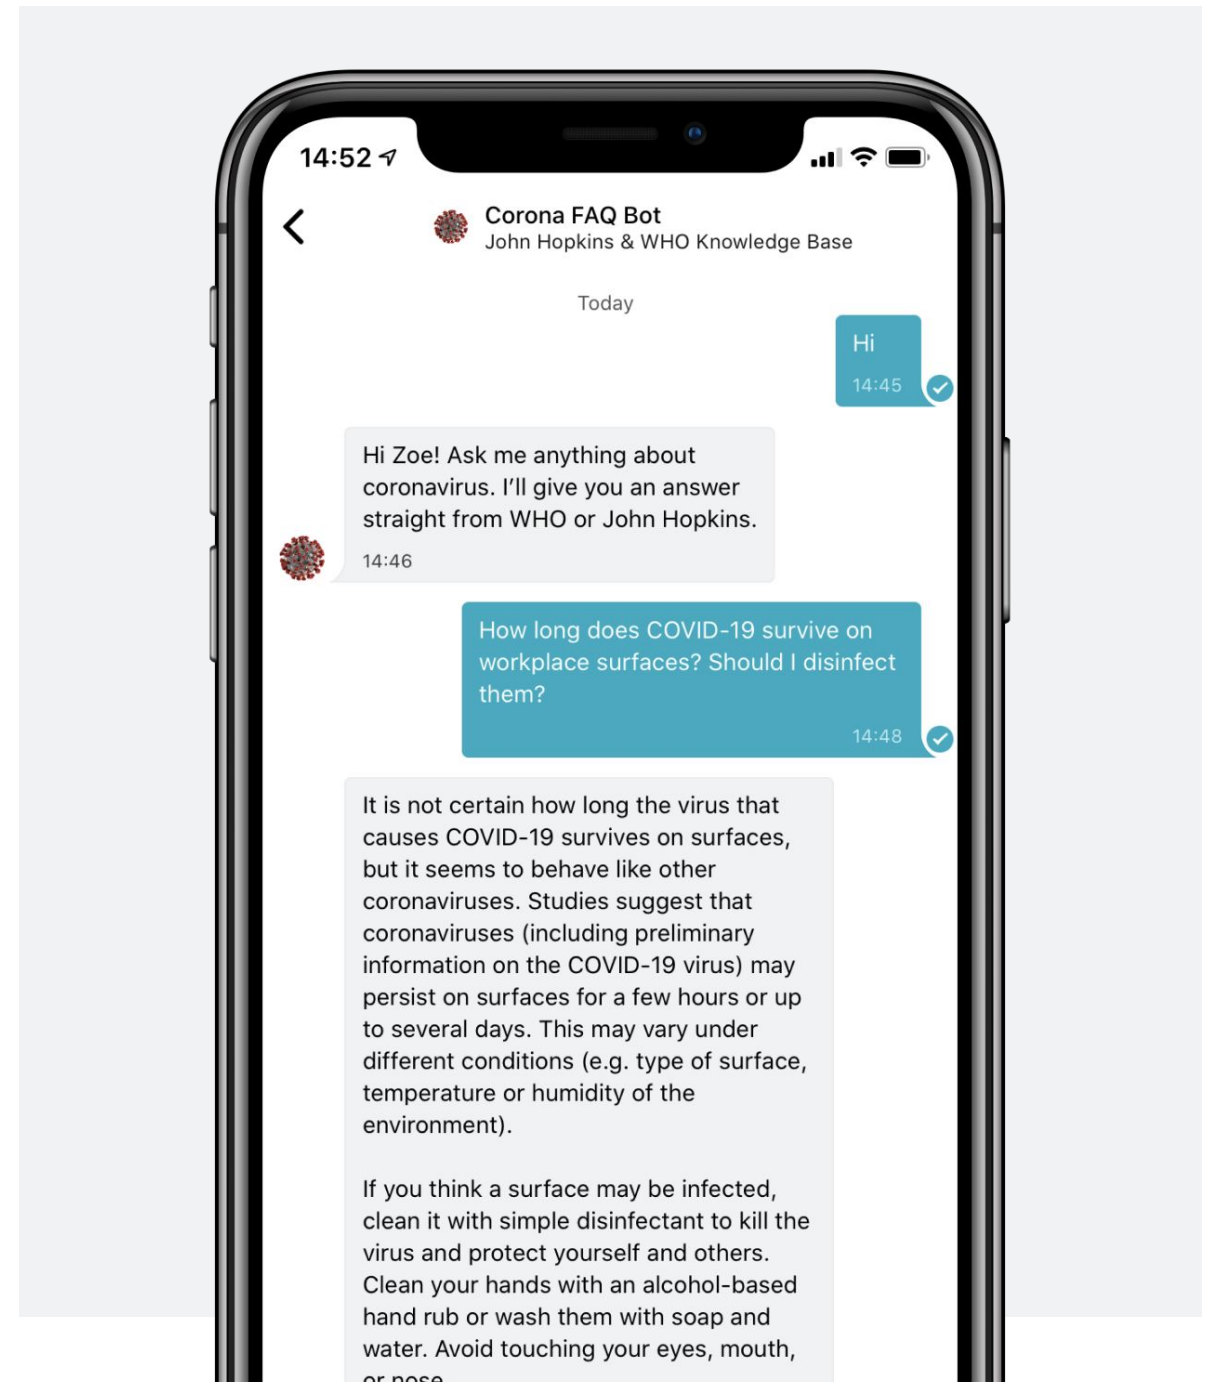 14:52
Corona FAQ Bot
John Hopkins & WHO Knowledge Base
Today
Hi
14:45
Hi Zoe! Ask me anything about
coronavirus. I’ll give you an answer
straight from WHO or John Hopkins.
14:46
How long does COVID-19 survive on
workplace surfaces? Should I disinfect
them?
14:48
It is not certain how long the virus that
causes COVID-19 survives on surfaces,
but it seems to behave like other
coronaviruses. Studies suggest that
coronaviruses (including preliminary
information on the COVID-19 virus) may
persist on surfaces for a few hours or up
to several days. This may vary under
different conditions (e.g. type of surface,
temperature or humidity of the
environment).
If you think a surface may be infected,
clean it with simple disinfectant to kill the
virus and protect yourself and others.
Clean your hands with an alcohol-based
hand rub or wash them with soap and
water. Avoid touching your eyes, mouth,
or nose